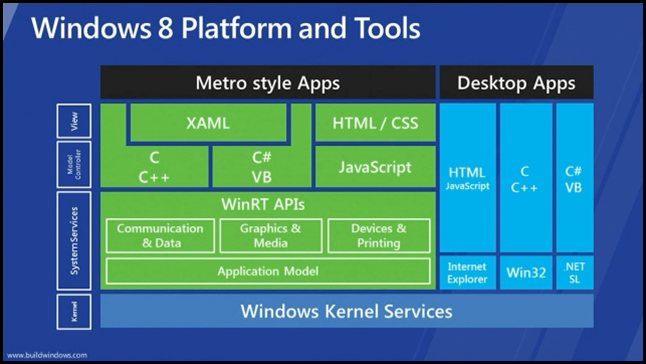 Windows 8 Platform and Tools
Metro style Apps
Desktop Apps
View
XAML
HTML / CSS
Model
Controller
C
C++
C#
VB
JavaScript
HTML
JavaScript
C
C++
C#
VB
System Services
WinRT APIs
Communication
& Data
Graphics &
Media
Devices &
Printing
Application Model
Internet
Explorer
Win32
.NET
SL
Kernel
Windows Kernel Services
www.buildwindows.com